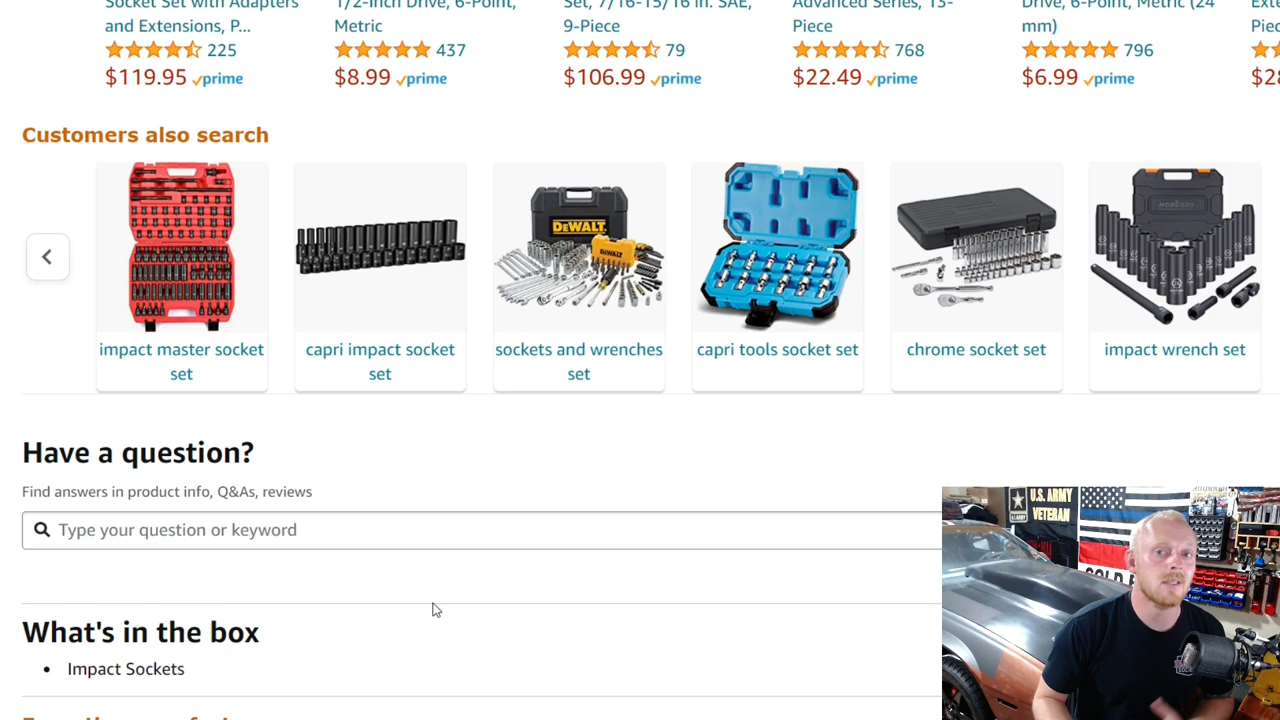 Socket Set with Adapters
and Extensions, P...
225
$119.95 prime
1/2-Inch Drive, 6-Point,
Metric
437
$8.99 prime
Set, 7/16-15/16 in. SAE,
9-Piece
79
$106.99 prime
Advanced Series, 13-
Piece
768
$22.49 prime
Drive, 6-Point, Metric (24
mm)
796
$6.99 prime
Customers also search
DEWALT
impact master socket
set
capri impact socket
set
sockets and wrenches
set
capri tools socket set
chrome socket set
impact wrench set
Have a question?
Find answers in product info, Q&As, reviews
Type your question or keyword
What's in the box
• Impact Sockets
U.S. ARMY
VETERAN